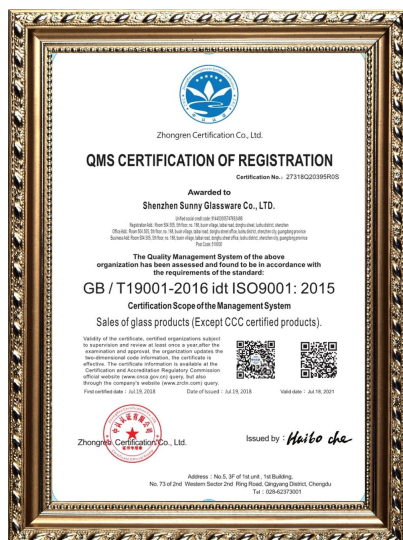 Zhongren Certification Co., Ltd.
QMS CERTIFICATION OF REGISTRATION
Certification No.: 27318Q20395R0S
Awarded to
Shenzhen Sunny Glassware Co., LTD.
The Quality Management System of the above
organization has been assessed and found to be in accordance with
the requirements of the standard:
GB / T19001-2016 idt ISO9001: 2015
Certification Scope of the Management System
Sales of glass products (Except CCC certified products).
Validity of the certificate, certified organizations subject
to supervision and review at least once a year,after the
examination and approval, the organization updates the
two-dimensional code information, the certificate is
effective. The certificate information is available at the
Certification and Accreditation Regulatory Commission
official website (www.cnca.gov.cn) query, but also
through the company's website (www.zrclrt.com) query.
First certified date : Jul.19, 2018 Date of Issued : Jul.19, 2018 Valid date : Jul.18, 2021
Zhongren Certification Co., Ltd.
Issued by : Haibo che
Address : No.5, 3F of 1st unit , 1st Building,
No. 73 of 2nd Western Sector 2nd Ring Road, Qingyang District, Chengdu
Tel : 028-62373001